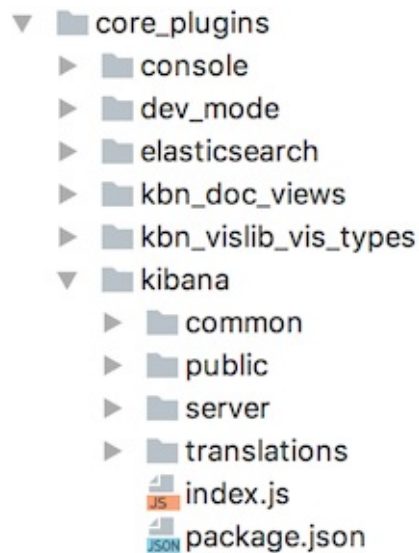 core_plugins
console
dev_mode
elasticsearch
kbn_doc_views
kbn_vislib_vis_types
kibana
common
public
server
translations
JS index.js
JSON package.json